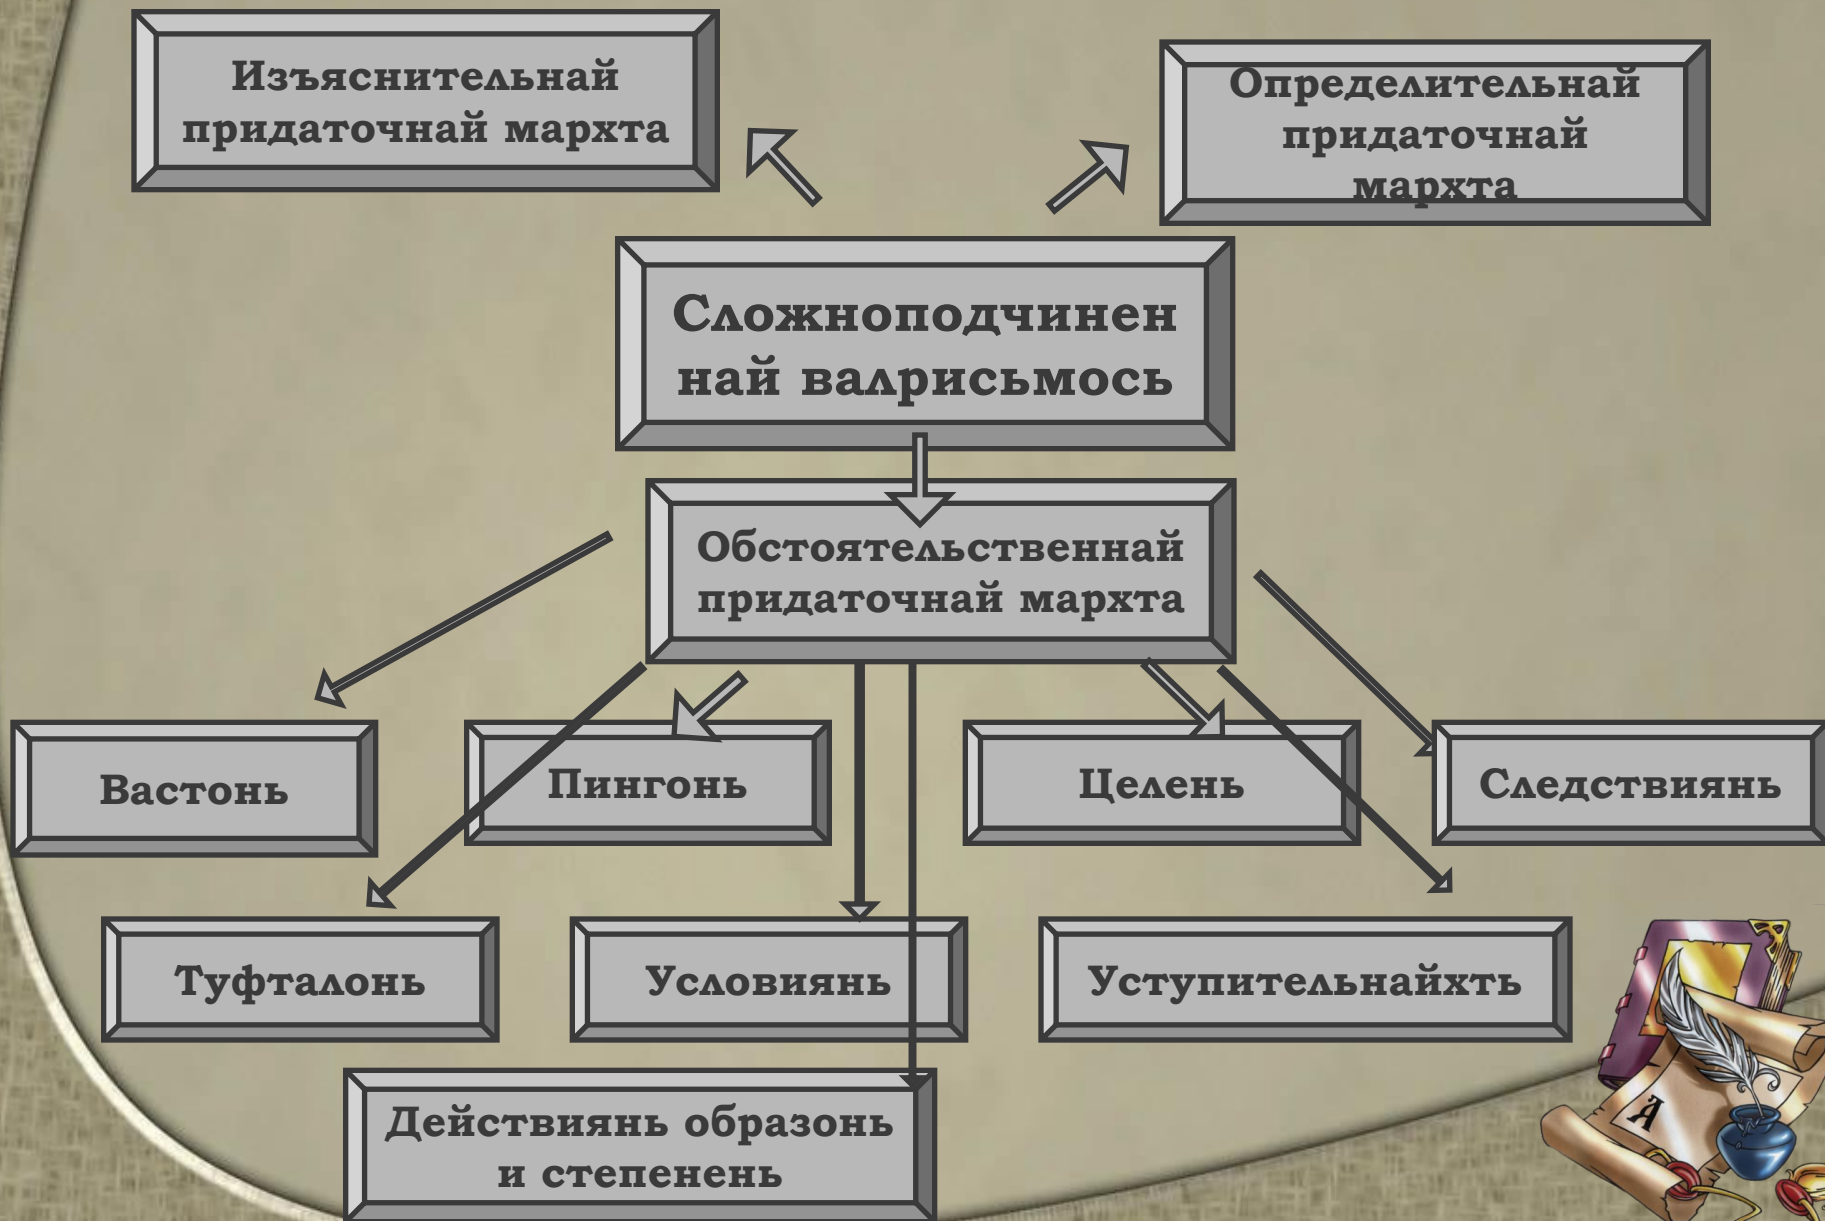 Изъяснительнай
придаточнай мархта
Определительнай
придаточнай
мархта
Сложноподчинен
най валрисьмось
Обстоятельственнай
придаточнай мархта
Вастонь
Пингонь
Целень
Следствиянь
Туфталонь
Условиянь
Уступительнайхть
Действиянь образонь
и степенень
А